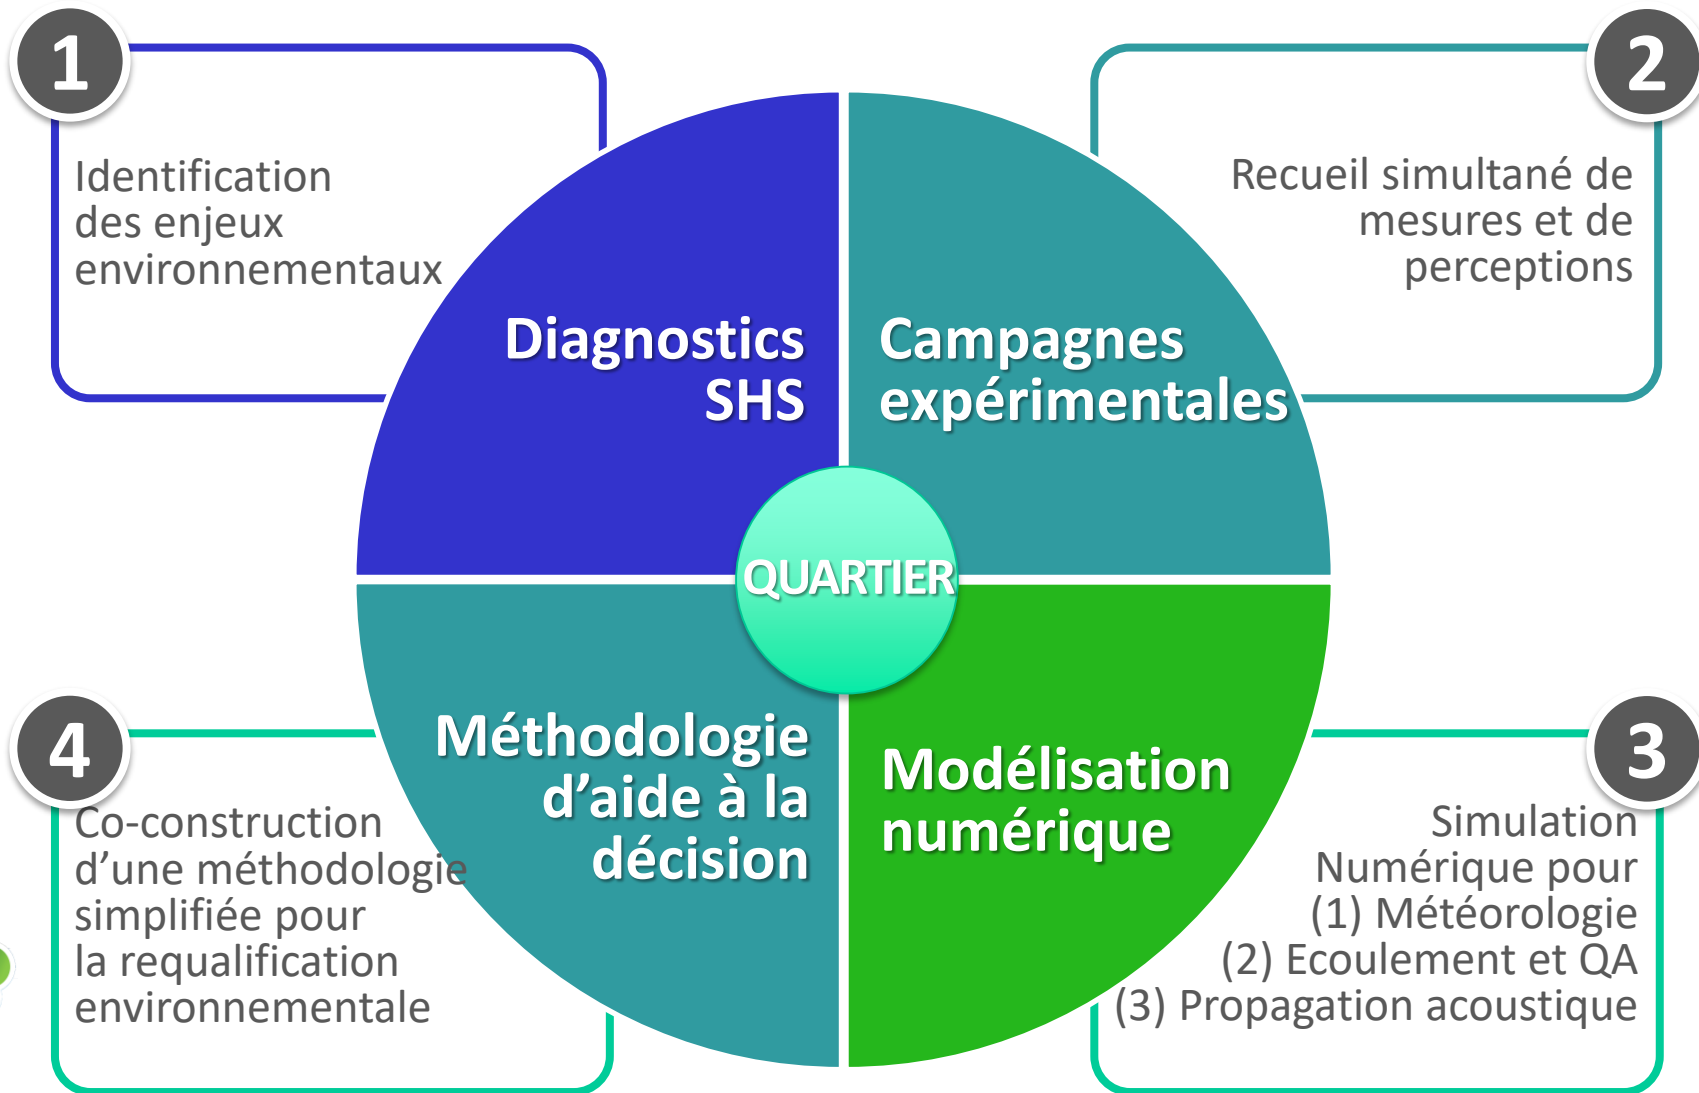 1
Identification
des enjeux
environnementaux
Diagnostics
SHS
2
Recueil simultané de
mesures et de
perceptions
Campagnes
expérimentales
QUARTIER
4
Co-construction
d’une méthodologie
simplifiée pour
la requalification
environnementale
Méthodologie
d’aide à la
décision
3
Simulation
Numérique pour
(1) Météorologie
(2) Ecoulement et QA
(3) Propagation acoustique
Modélisation
numérique